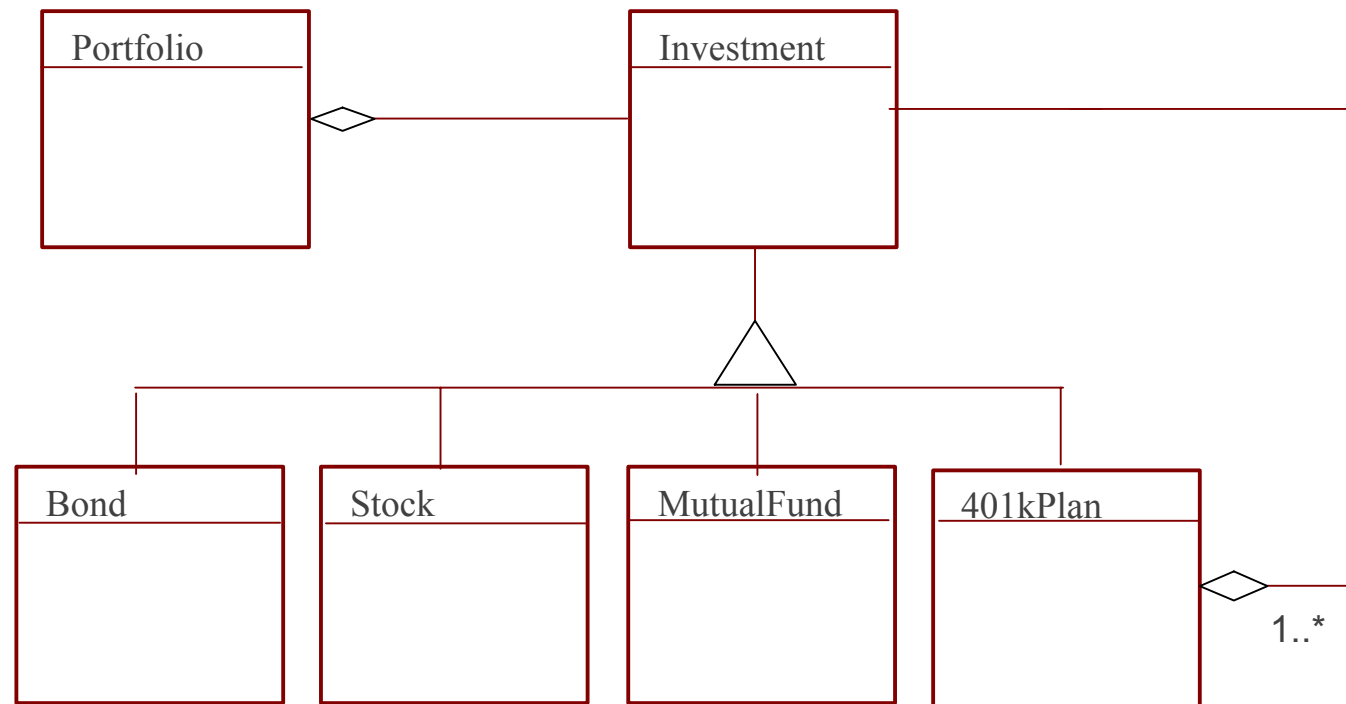 Portfolio
Investment
Bond
Stock
MutualFund
401kPlan
1..*